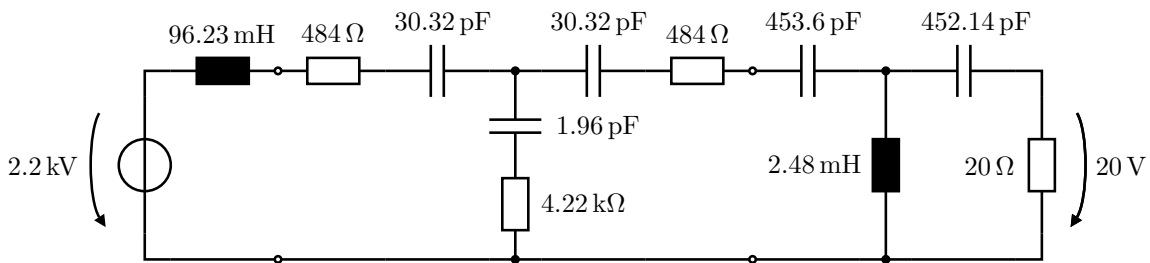 96.23 mH
484 Ω
30.32 pF
30.32 pF
484 Ω
453.6 pF
452.14 pF
1.96 pF
2.2 kV
2.48 mH
20 Ω
20 V
4.22 kΩ